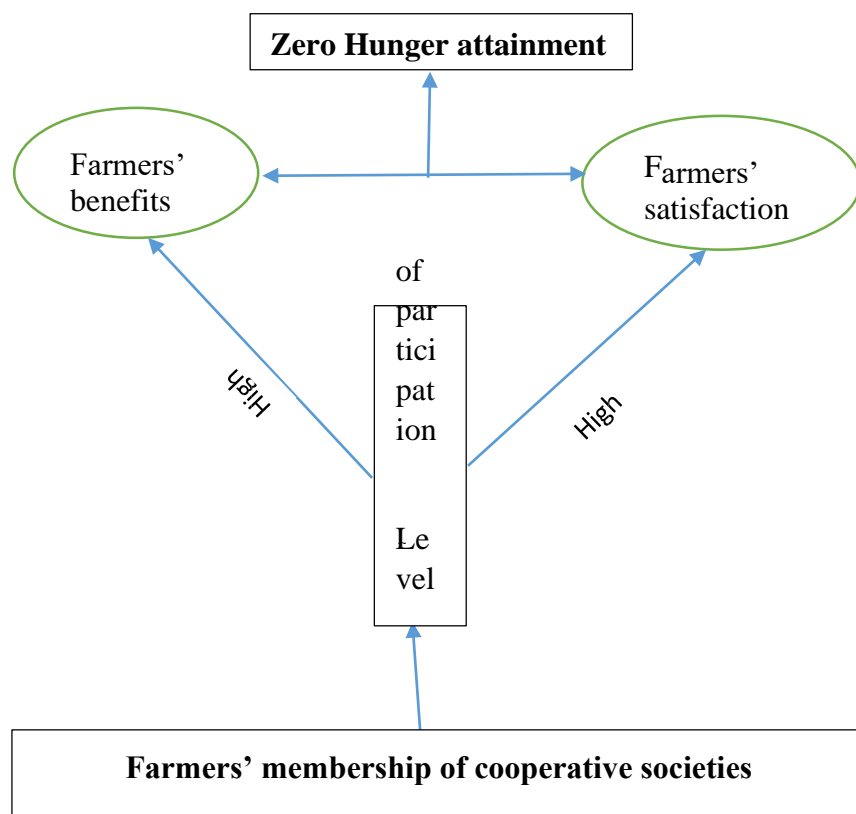 Zero Hunger attainment
Farmers’
benefits
Farmers’
satisfaction
of
par
tici
pat
ion
Le
vel
High
High
Farmers’ membership of cooperative societies